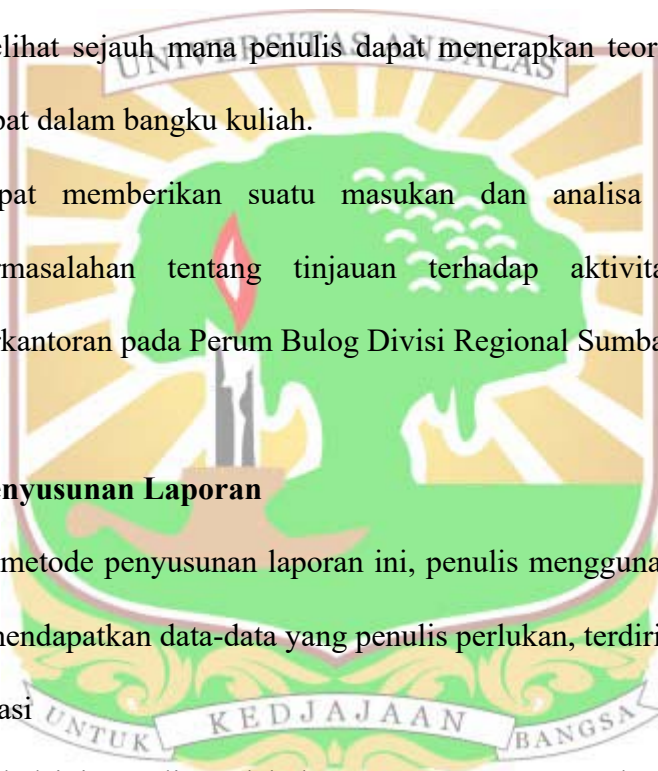 UNIVERSITAS ANDALAS
elihat sejauh mana penulis dapat menerapkan teor
pat dalam bangku kuliah.
pat memberikan suatu masukan dan analisa
rmasalahan tentang tinjauan terhadap aktivita
rkantoran pada Perum Bulog Divisi Regional Sumba
enyusunan Laporan
metode penyusunan laporan ini, penulis mengguna
mendapatkan data-data yang penulis perlukan, terdiri
asi
UNTUK KEDJAJAAN BANGSA